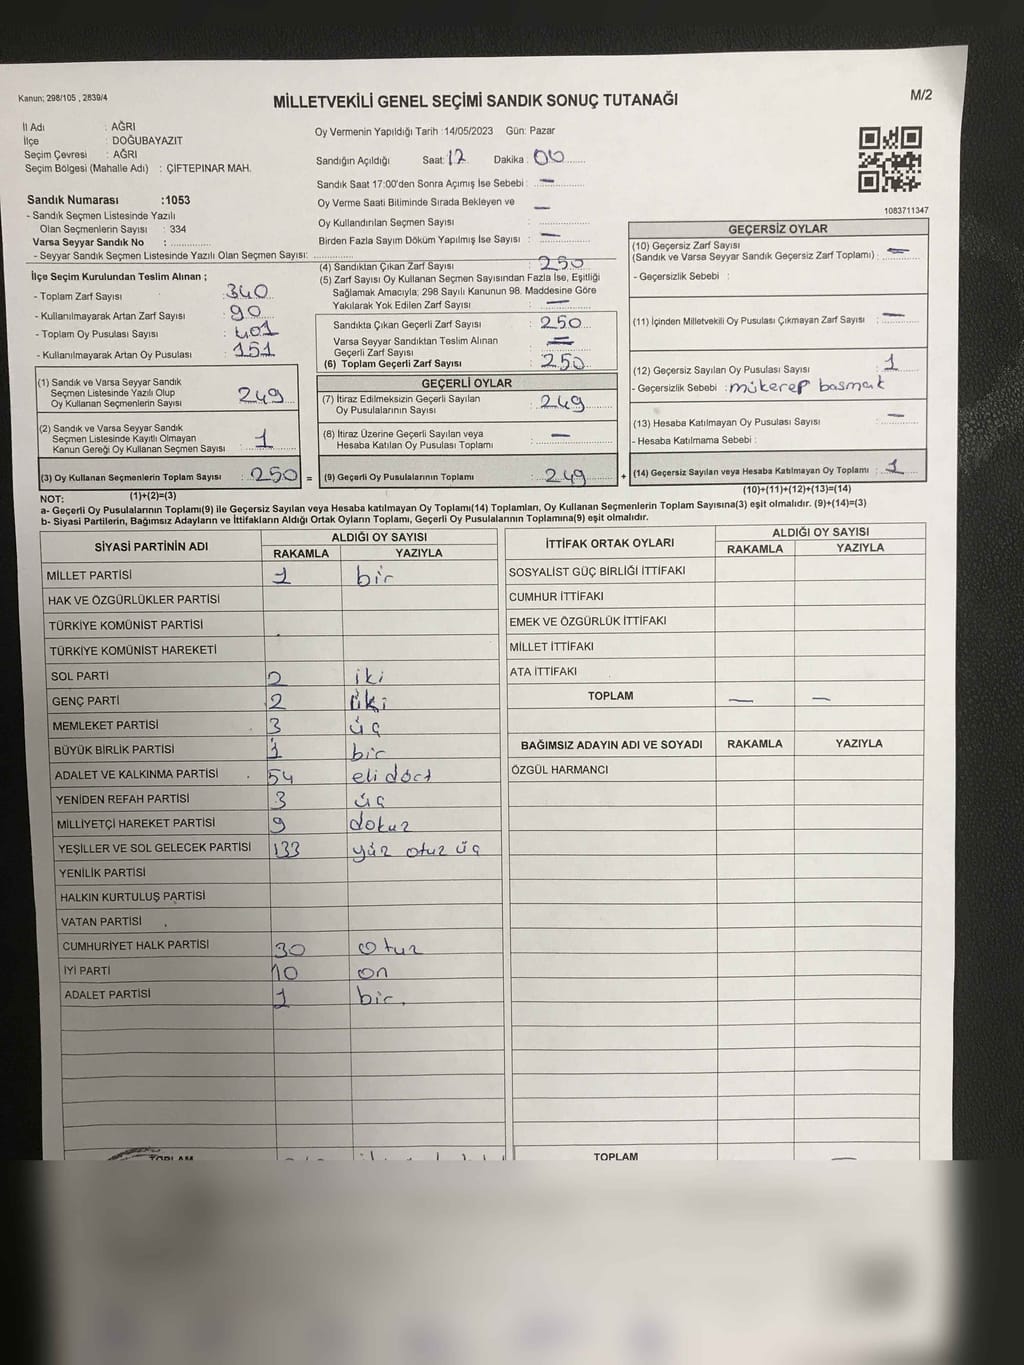 Kanun; 298/105 , 2839/4
MİLLETVEKİLİ GENEL SEÇİMİ SANDIK SONUÇ TUTANAĞI
M/2
İl Adı : AĞRI
İlçe : DOĞUBAYAZIT
Seçim Çevresi : AĞRI
Seçim Bölgesi (Mahalle Adı) : ÇİFTEPINAR MAH.
Sandık Numarası :1053
- Sandık Seçmen Listesinde Yazılı
Olan Seçmenlerin Sayısı : 334
Varsa Seyyar Sandık No :
- Seyyar Sandık Seçmen Listesinde Yazılı Olan Seçmen Sayısı:
İlçe Seçim Kurulundan Teslim Alınan ;
- Toplam Zarf Sayısı : 340
- Kullanılmayarak Artan Zarf Sayısı : 90
- Toplam Oy Pusulası Sayısı : 401
- Kullanılmayarak Artan Oy Pusulası : 151
(1) Sandık ve Varsa Seyyar Sandık
Seçmen Listesinde Yazılı Olup
Oy Kullanan Seçmenlerin Sayısı : 249
(2) Sandık ve Varsa Seyyar Sandık
Seçmen Listesinde Kayıtlı Olmayan
Kanun Gereği Oy Kullanan Seçmen Sayısı : 1
(3) Oy Kullanan Seçmenlerin Toplam Sayısı : 250 =
Oy Vermenin Yapıldığı Tarih :14/05/2023 Gün: Pazar
Sandığın Açıldığı Saat: 17 Dakika : 00
Sandık Saat 17:00'den Sonra Açımış İse Sebebi : —
Oy Verme Saati Bitiminde Sırada Bekleyen ve —
Oy Kullandırılan Seçmen Sayısı :
Birden Fazla Sayım Döküm Yapılmış İse Sayısı : —
(4) Sandıktan Çıkan Zarf Sayısı : 250
(5) Zarf Sayısı Oy Kullanan Seçmen Sayısından Fazla İse, Eşitliği
Sağlamak Amacıyla; 298 Sayılı Kanunun 98. Maddesine Göre
Yakılarak Yok Edilen Zarf Sayısı : —
Sandıkta Çıkan Geçerli Zarf Sayısı : 250
Varsa Seyyar Sandıktan Teslim Alınan
Geçerli Zarf Sayısı : —
(6) Toplam Geçerli Zarf Sayısı : 250
GEÇERLİ OYLAR
(7) İtiraz Edilmeksizin Geçerli Sayılan
Oy Pusulalarının Sayısı : 249
(8) İtiraz Üzerine Geçerli Sayılan veya
Hesaba Katılan Oy Pusulası Toplamı : —
(9) Geçerli Oy Pusulalarının Toplamı : 249 +
1083711347
GEÇERSİZ OYLAR
(10) Geçersiz Zarf Sayısı
(Sandık ve Varsa Seyyar Sandık Geçersiz Zarf Toplamı) : —
- Geçersizlik Sebebi :
(11) İçinden Milletvekili Oy Pusulası Çıkmayan Zarf Sayısı : —
(12) Geçersiz Sayılan Oy Pusulası Sayısı : 1
- Geçersizlik Sebebi : mükerep basmak
(13) Hesaba Katılmayan Oy Pusulası Sayısı : —
- Hesaba Katılmama Sebebi :
(14) Geçersiz Sayılan veya Hesaba Katılmayan Oy Toplamı : 1
NOT: (1)+(2)=(3)
(10)+(11)+(12)+(13)=(14)
a- Geçerli Oy Pusulalarının Toplamı(9) ile Geçersiz Sayılan veya Hesaba katılmayan Oy Toplamı(14) Toplamları, Oy Kullanan Seçmenlerin Toplam Sayısına(3) eşit olmalıdır. (9)+(14)=(3)
b- Siyasi Partilerin, Bağımsız Adayların ve İttifakların Aldığı Ortak Oyların Toplamı, Geçerli Oy Pusulalarının Toplamına(9) eşit olmalıdır.
SİYASİ PARTİNİN ADI ALDIĞI OY SAYISI
RAKAMLA YAZIYLA
MİLLET PARTİSİ 1 bir
HAK VE ÖZGÜRLÜKLER PARTİSİ
TÜRKİYE KOMÜNİST PARTİSİ
TÜRKİYE KOMÜNİST HAREKETİ
SOL PARTİ 2 iki
GENÇ PARTİ 2 iki
MEMLEKET PARTİSİ 3 üç
BÜYÜK BİRLİK PARTİSİ 1 bir
ADALET VE KALKINMA PARTİSİ 54 eli dört
YENİDEN REFAH PARTİSİ 3 üç
MİLLİYETÇİ HAREKET PARTİSİ 9 dokuz
YEŞİLLER VE SOL GELECEK PARTİSİ 133 yüz otuz üç
YENİLİK PARTİSİ
HALKIN KURTULUŞ PARTİSİ
VATAN PARTİSİ
CUMHURİYET HALK PARTİSİ 30 otuz
İYİ PARTİ 10 on
ADALET PARTİSİ 1 bir.
TOPLAM
İTTİFAK ORTAK OYLARI ALDIĞI OY SAYISI
RAKAMLA YAZIYLA
SOSYALİST GÜÇ BİRLİĞİ İTTİFAKI
CUMHUR İTTİFAKI
EMEK VE ÖZGÜRLÜK İTTİFAKI
MİLLET İTTİFAKI
ATA İTTİFAKI
TOPLAM — —
BAĞIMSIZ ADAYIN ADI VE SOYADI RAKAMLA YAZIYLA
ÖZGÜL HARMANCI
TOPLAM —